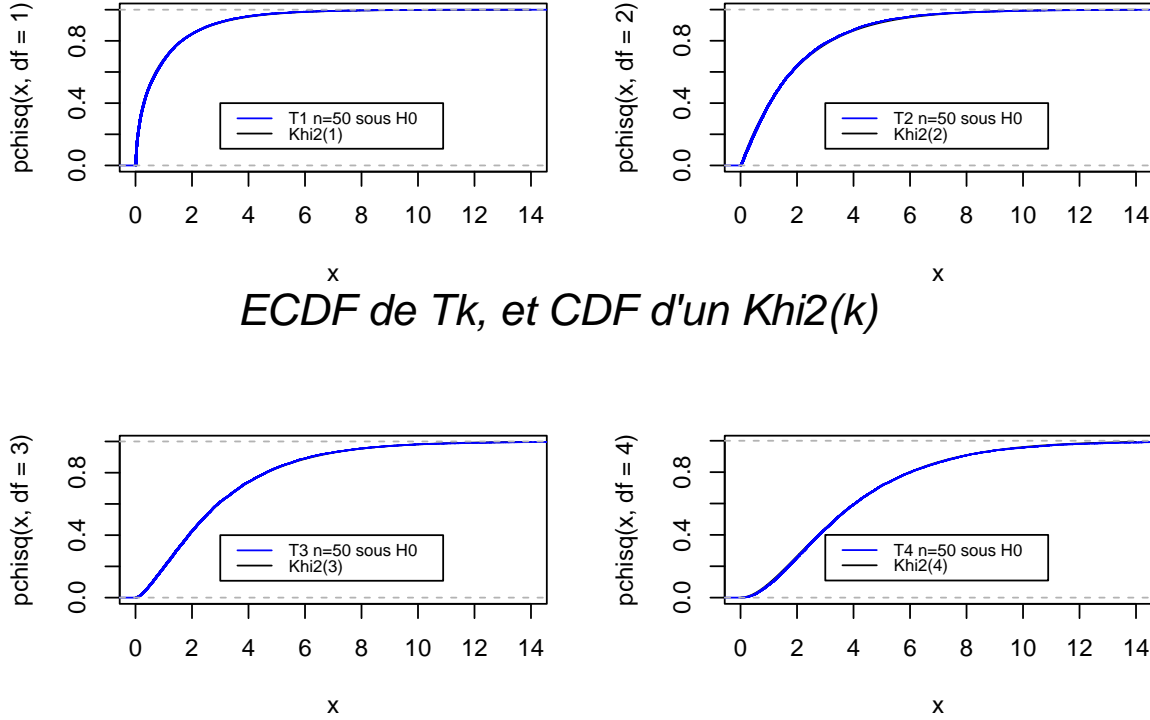 pchisq(x, df = 1)
0.0 0.4 0.8
T1 n=50 sous H0
Khi2(1)
0 2 4 6 8 10 12 14
x
pchisq(x, df = 2)
0.0 0.4 0.8
T2 n=50 sous H0
Khi2(2)
0 2 4 6 8 10 12 14
x
ECDF de Tk, et CDF d'un Khi2(k)
pchisq(x, df = 3)
0.0 0.4 0.8
T3 n=50 sous H0
Khi2(3)
0 2 4 6 8 10 12 14
x
pchisq(x, df = 4)
0.0 0.4 0.8
T4 n=50 sous H0
Khi2(4)
0 2 4 6 8 10 12 14
x